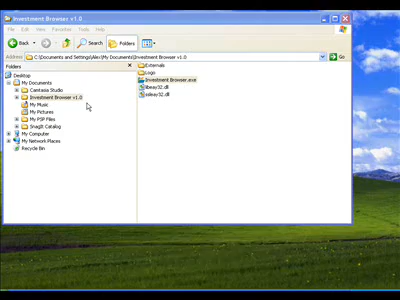 Investment Browser v1.0
File Edit View Favorites Tools Help
Back Search Folders
Address C:\Documents and Settings\Alex\My Documents\Investment Browser v1.0 Go
Folders
Desktop
My Documents
Camtasia Studio
Investment Browser v1.0
My Music
My Pictures
My PSP Files
SnagIt Catalog
My Computer
My Network Places
Recycle Bin
Externals
Logo
Investment Browser.exe
libeay32.dll
ssleay32.dll